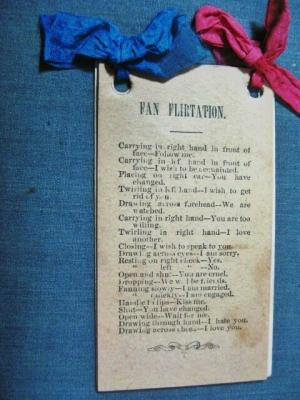 FAN FLIRTATION.
Carrying in right hand in front of
face—Follow me.
Carrying in left hand in front of
face—I wish to be
Placing on right ear—You have
changed.
Twirling in left hand—I wish to get
rid of you.
Drawing across forehead—We are
watched.
Carrying in right hand—You are too
willing.
Twirling in right hand—I love
another.
Closing—I wish to speak to you.
Drawing across eyes—I am sorry.
Resting on right cheek—Yes.
" left " —No.
Open and shut—You are cruel.
Dropping—We will be friends.
Fanning slowly—I am married.
" quickly—I am engaged.
Handle to lips—Kiss me.
Shut—You have changed.
Open wide—Wait for me.
Drawing through hand—I hate you.
Drawing across cheek—I love you.